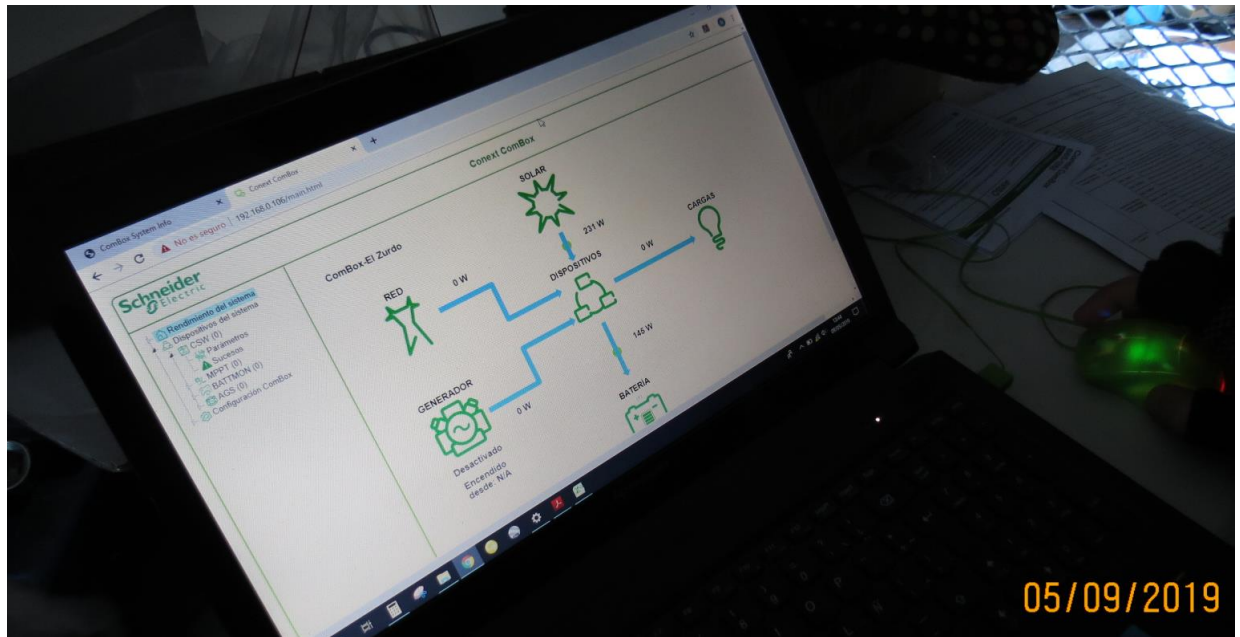 ComBox System Info
Conext ComBox
No es seguro | 192.168.0.106/main.html
Conext ComBox
Schneider
Electric
Rendimiento del sistema
Dispositivos del sistema
CSW (0)
Parámetros
Sucesos
MPPT (0)
BATTMON (0)
AGS (0)
Configuración ComBox
ComBox-El Zurdo
SOLAR
231 W
CARGAS
0 W
RED
0 W
DISPOSITIVOS
145 W
GENERADOR
0 W
Desactivado
Encendido
desde: N/A
BATERÍA
05/09/2019